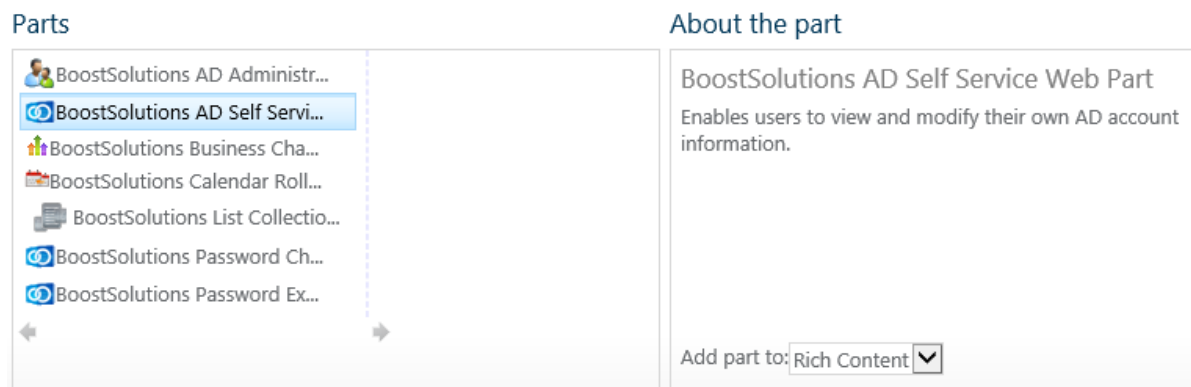 Parts
BoostSolutions AD Administr...
BoostSolutions AD Self Servi...
BoostSolutions Business Cha...
BoostSolutions Calendar Roll...
BoostSolutions List Collectio...
BoostSolutions Password Ch...
BoostSolutions Password Ex...
About the part
BoostSolutions AD Self Service Web Part
Enables users to view and modify their own AD account
information.
Add part to: Rich Content